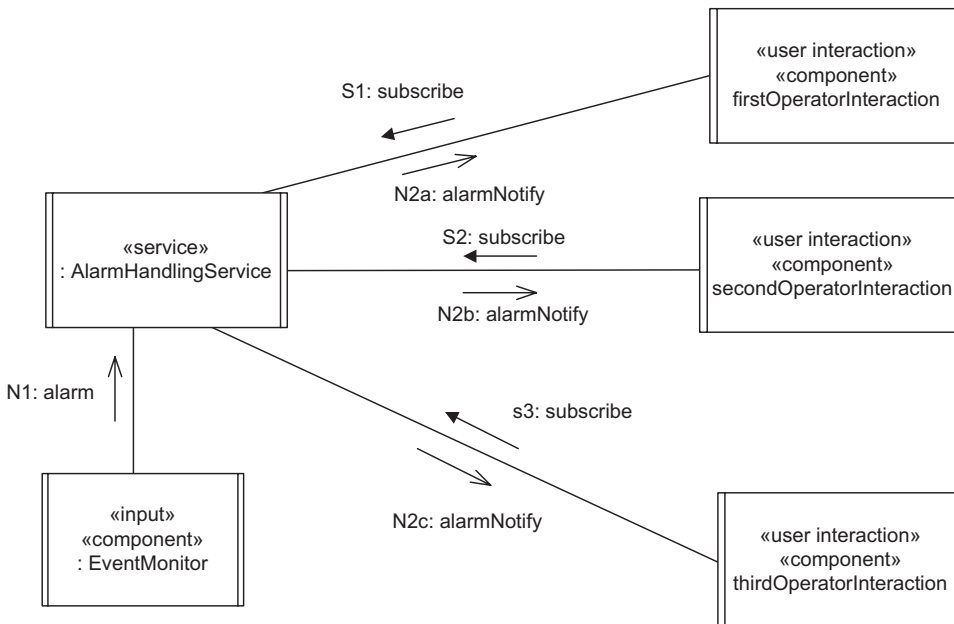 «user interaction»
«component»
firstOperatorInteraction
S1: subscribe
N2a: alarmNotify
«service»
: AlarmHandlingService
S2: subscribe
N2b: alarmNotify
«user interaction»
«component»
secondOperatorInteraction
N1: alarm
s3: subscribe
N2c: alarmNotify
«input»
«component»
: EventMonitor
«user interaction»
«component»
thirdOperatorInteraction